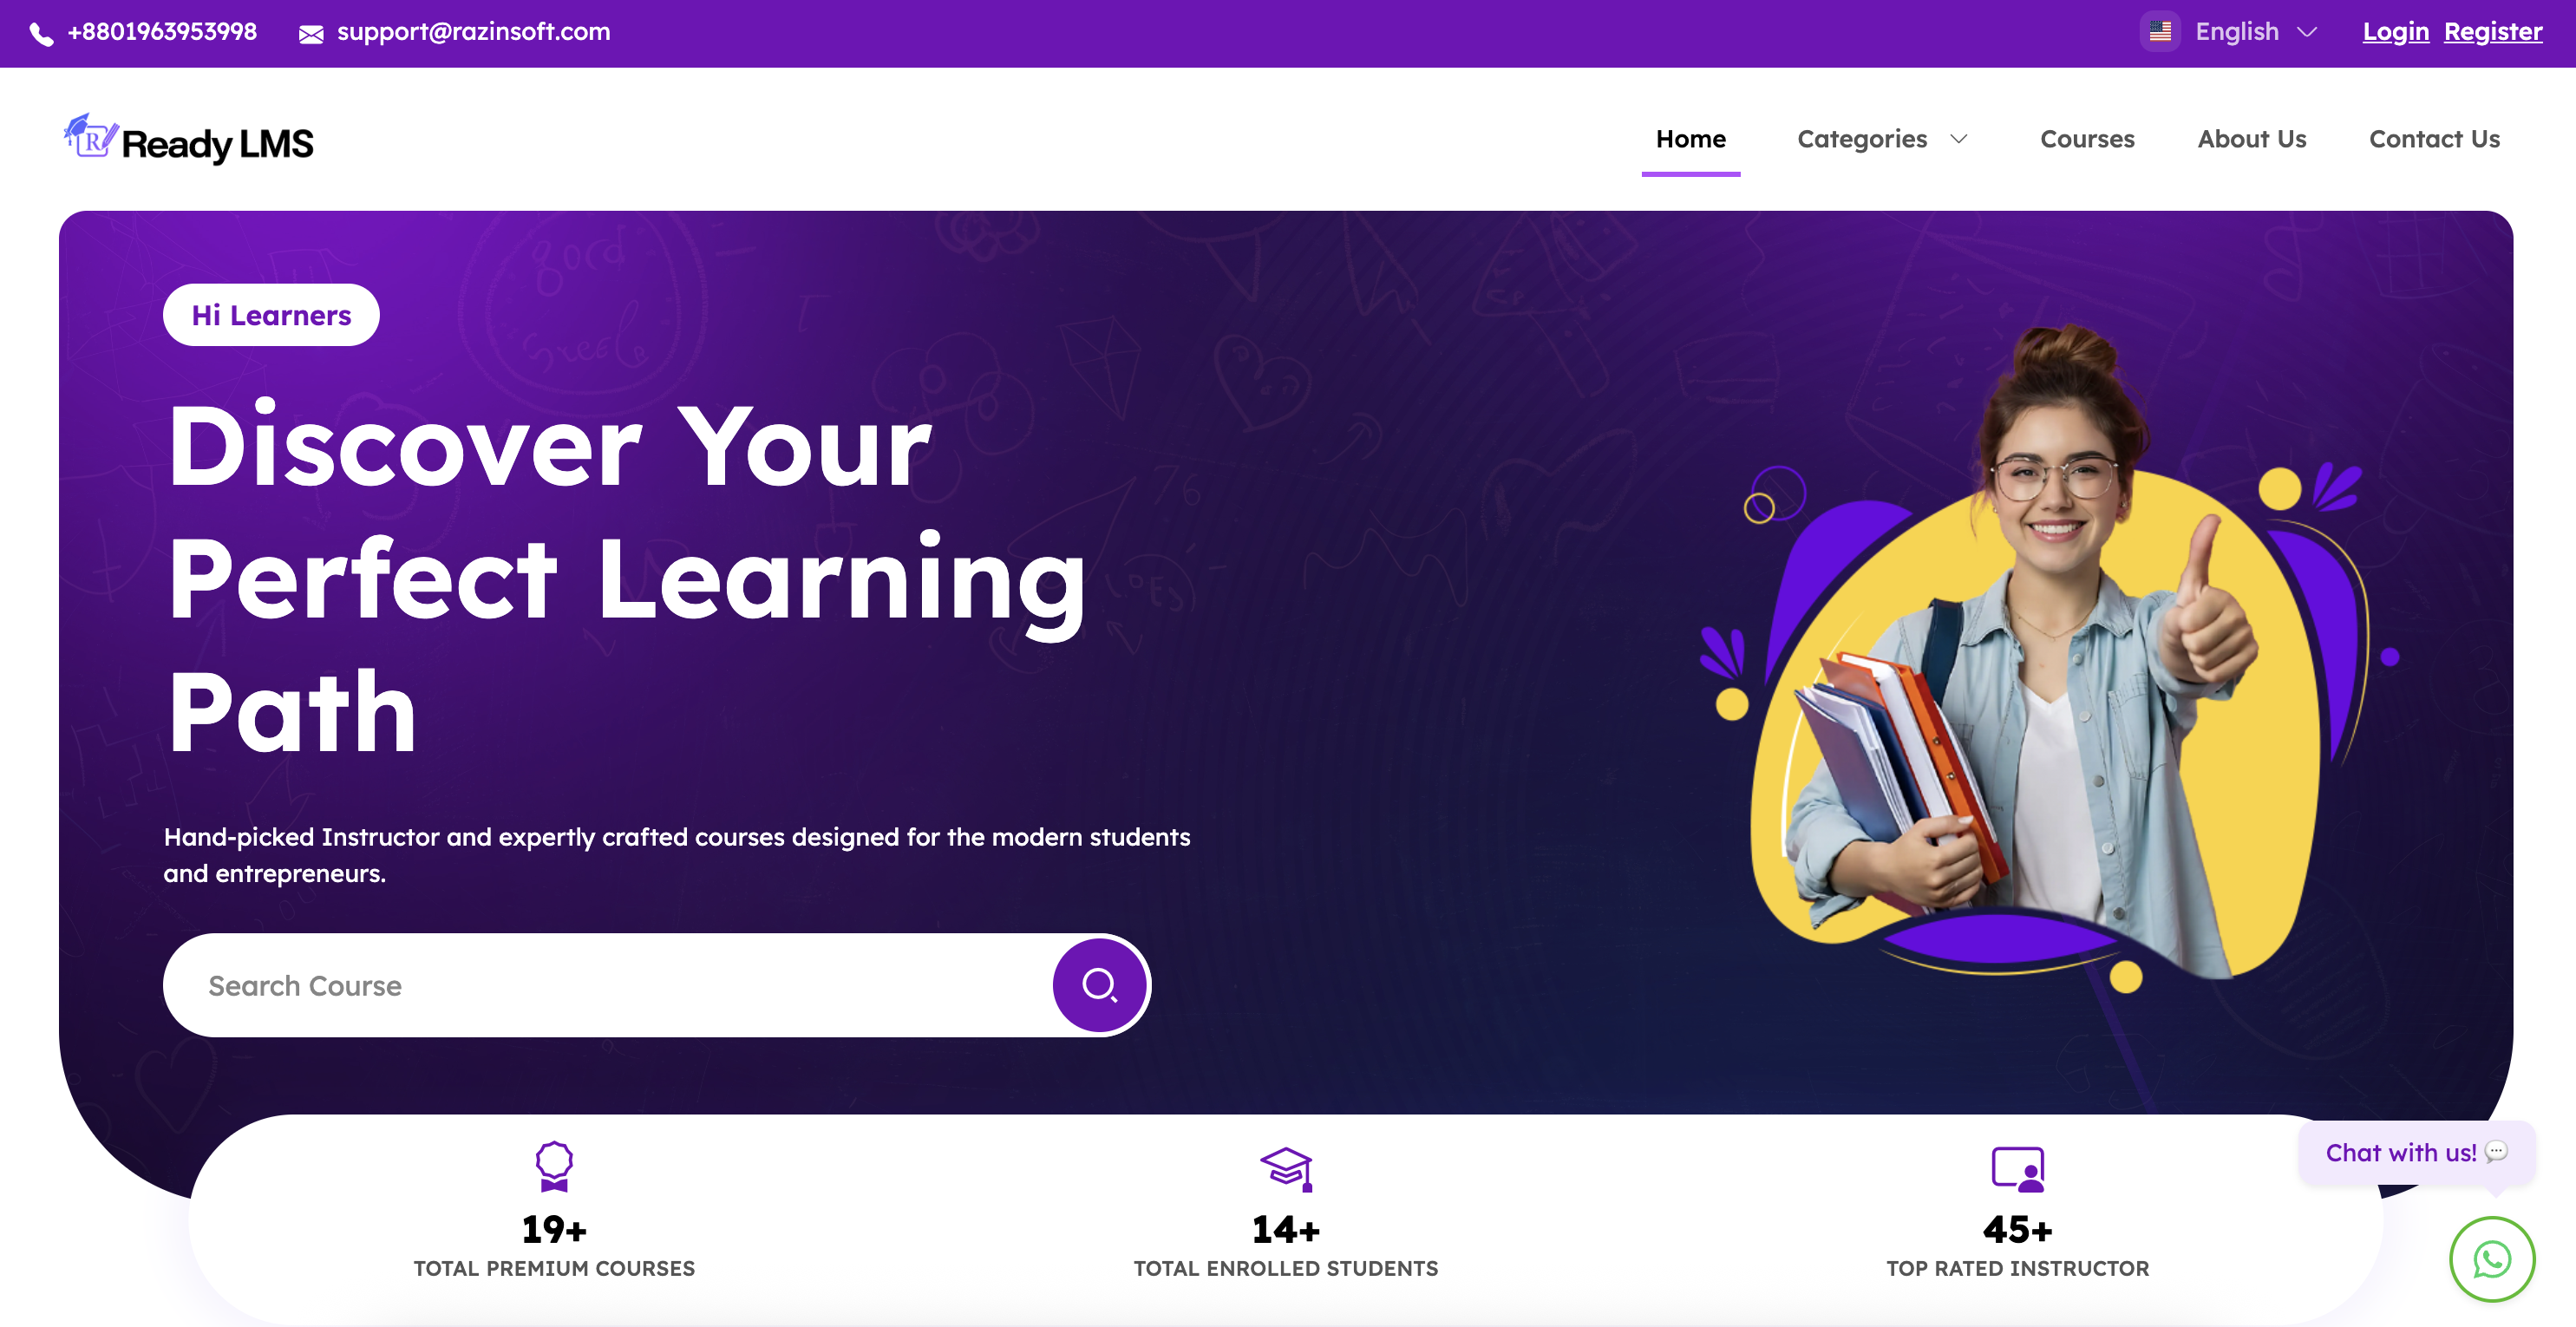 +8801963953998 support@razinsoft.com English Login Register
R Ready LMS Home Categories Courses About Us Contact Us
Hi Learners
Discover Your
Perfect Learning
Path
Hand-picked Instructor and expertly crafted courses designed for the modern students
and entrepreneurs.
Search Course
Chat with us! 💬
19+ 14+ 45+
TOTAL PREMIUM COURSES TOTAL ENROLLED STUDENTS TOP RATED INSTRUCTOR